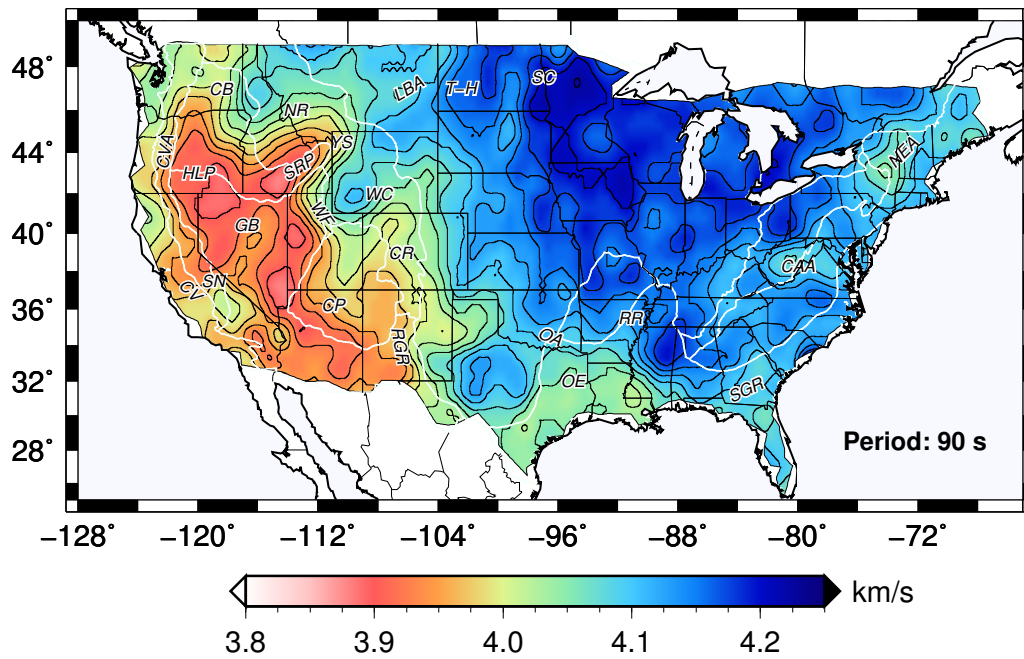 48°
44°
40°
36°
32°
28°
CB
NR
LBA
T–H
SC
YS
CVA
HLP
SRP
WC
NEA
WF
GB
CR
CAA
SN
CV
CP
OA
RR
RGR
OE
SGR
Period: 90 s
−128° −120° −112° −104° −96° −88° −80° −72°
km/s
3.8 3.9 4.0 4.1 4.2